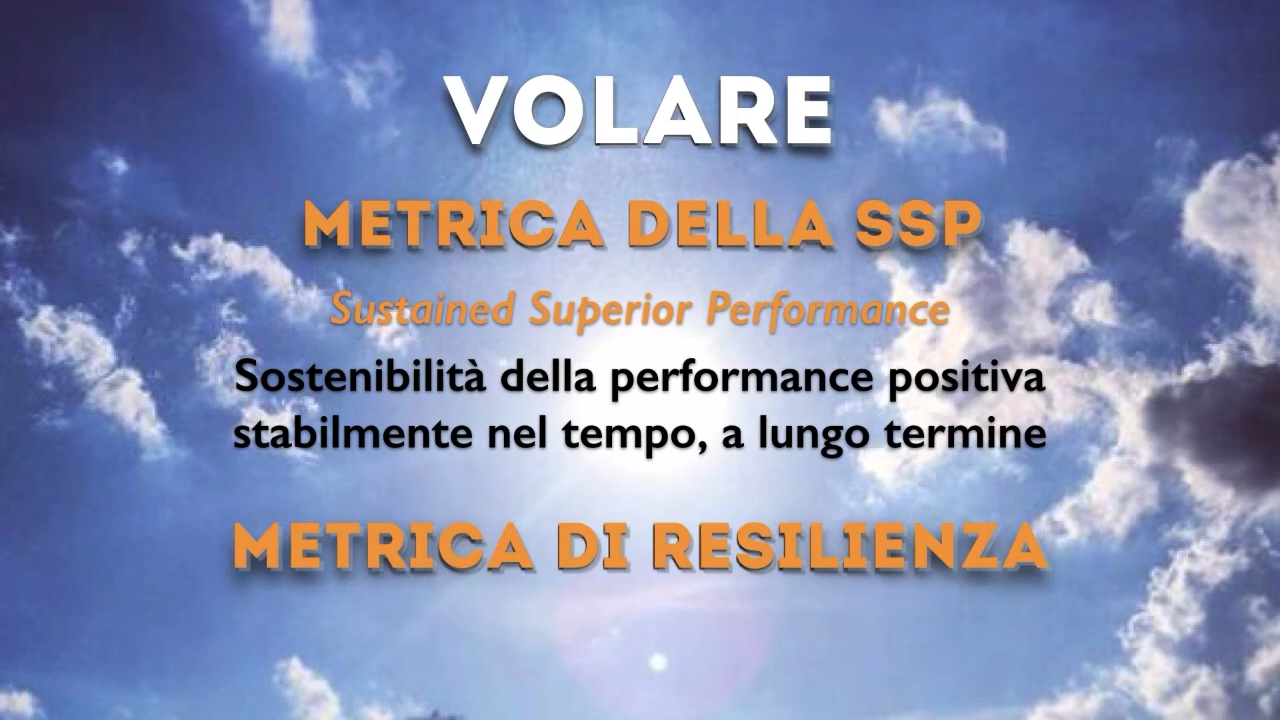 VOLARE
METRICA DELLA SSP
Sustained Superior Performance
Sostenibilità della performance positiva
stabilmente nel tempo, a lungo termine
METRICA DI RESILIENZA